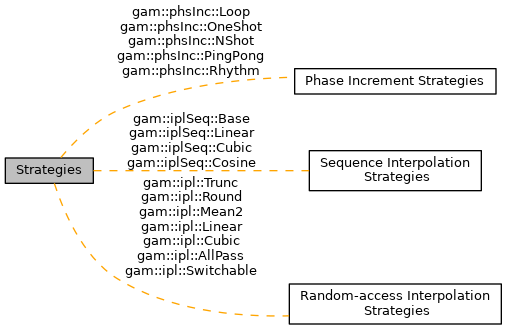 gam::phsInc::Loop
gam::phsInc::OneShot
gam::phsInc::NShot
gam::phsInc::PingPong
gam::phsInc::Rhythm
Phase Increment Strategies
gam::iplSeq::Base
gam::iplSeq::Linear
gam::iplSeq::Cubic
gam::iplSeq::Cosine
Strategies
Sequence Interpolation
Strategies
gam::ipl::Trunc
gam::ipl::Round
gam::ipl::Mean2
gam::ipl::Linear
gam::ipl::Cubic
gam::ipl::AllPass
gam::ipl::Switchable
Random-access Interpolation
Strategies